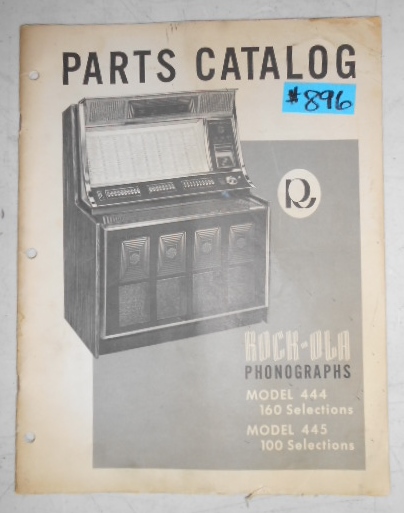 PARTS CATALOG
#896
R
ROCK-OLA
PHONOGRAPHS
MODEL 444
160 Selections
MODEL 445
100 Selections